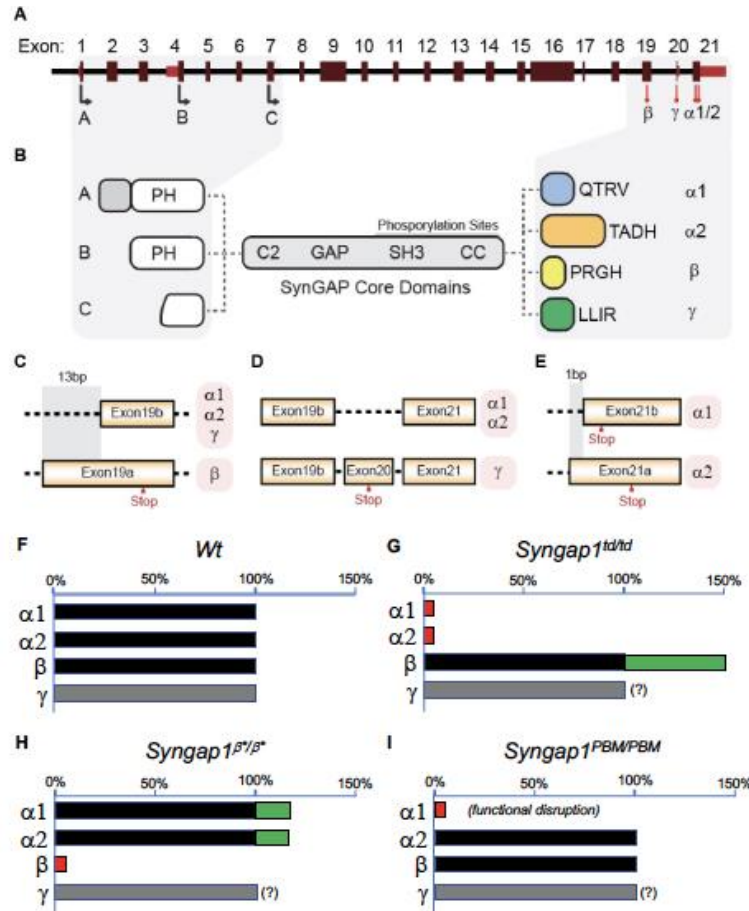 A
Exon: 1 2 3 4 5 6 7 8 9 10 11 12 13 14 15 16 17 18 19 20 21
A B C β γ α1/2
B
A PH
B PH
C
Phosporylation Sites
C2 GAP SH3 CC
SynGAP Core Domains
QTRV α1
TADH α2
PRGH β
LLIR γ
C
13bp
Exon19b
α1
α2
γ
Exon19a
Stop
β
D
Exon19b Exon21
α1
α2
Exon19b Exon20 Exon21
Stop
γ
E
1bp
Exon21b
Stop
α1
Exon21a
Stop
α2
F Wt
0% 50% 100% 150%
α1
α2
β
γ
G Syngap1td/td
0% 50% 100% 150%
α1
α2
β
γ (?)
H Syngap1β*/β*
0% 50% 100% 150%
α1
α2
β
γ (?)
I Syngap1PBM/PBM
0% 50% 100% 150%
α1 (functional disruption)
α2
β
γ (?)